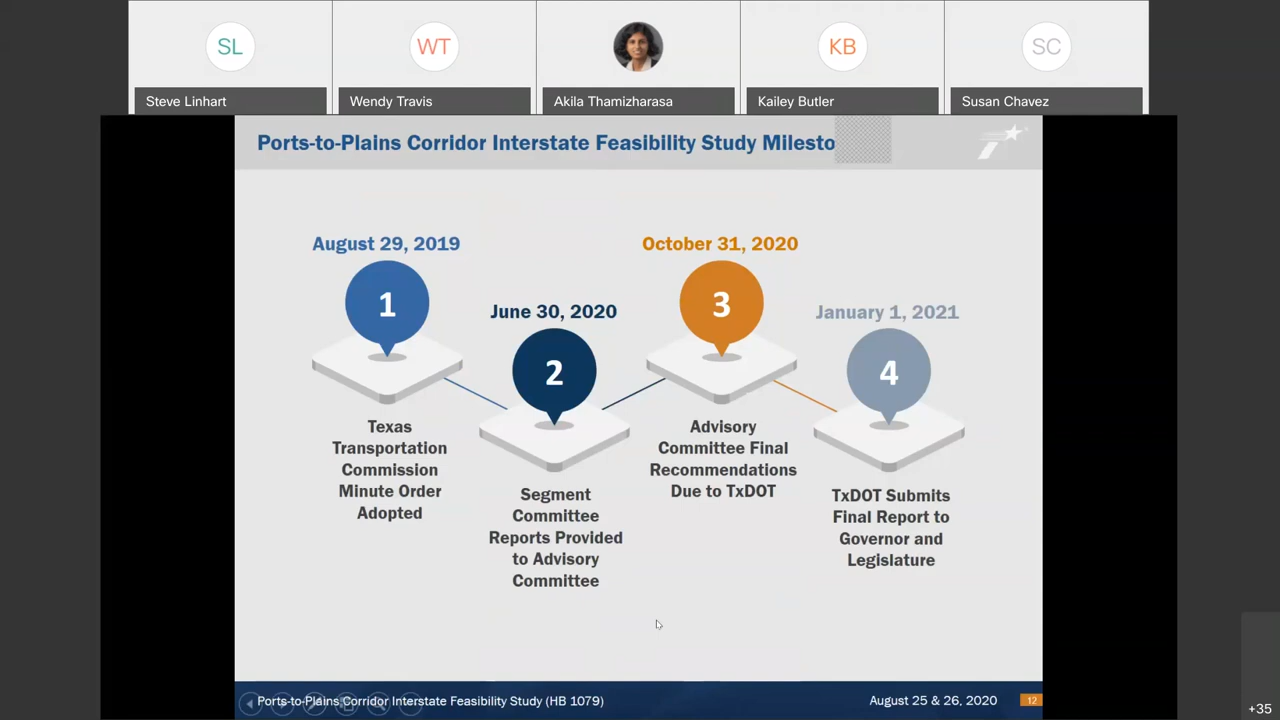 SL
WT
KB
SC
Steve Linhart
Wendy Travis
Akila Thamizharasa
Kailey Butler
Susan Chavez
Ports-to-Plains Corridor Interstate Feasibility Study Milesto
August 29, 2019
1
Texas
Transportation
Commission
Minute Order
Adopted
June 30, 2020
2
Segment
Committee
Reports Provided
to Advisory
Committee
October 31, 2020
3
Advisory
Committee Final
Recommendations
Due to TxDOT
January 1, 2021
4
TxDOT Submits
Final Report to
Governor and
Legislature
Ports-to-Plains Corridor Interstate Feasibility Study (HB 1079)
August 25 & 26, 2020
12
+35